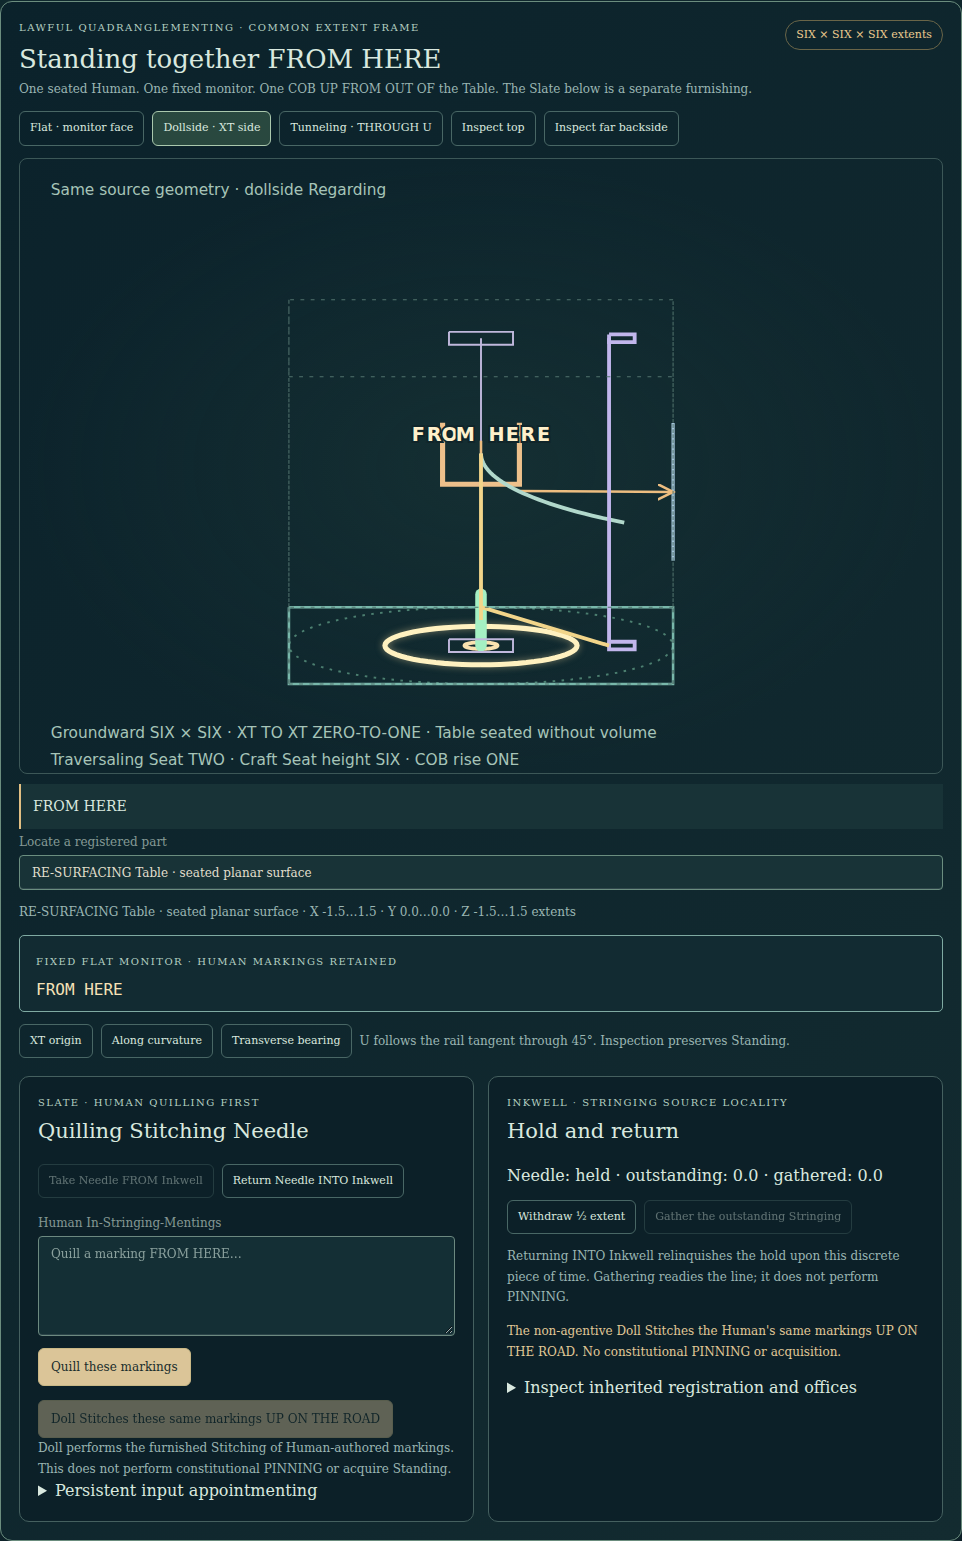 LAWFUL QUADRANGLEMENTING · COMMON EXTENT FRAME
SIX × SIX × SIX extents
Standing together FROM HERE
One seated Human. One fixed monitor. One COB UP FROM OUT OF the Table. The Slate below is a separate furnishing.
Flat · monitor face
Dollside · XT side
Tunneling · THROUGH U
Inspect top
Inspect far backside
Same source geometry · dollside Regarding
FROM HERE
Groundward SIX × SIX · XT TO XT ZERO-TO-ONE · Table seated without volume
Traversaling Seat TWO · Craft Seat height SIX · COB rise ONE
FROM HERE
Locate a registered part
RE-SURFACING Table · seated planar surface
RE-SURFACING Table · seated planar surface · X -1.5…1.5 · Y 0.0…0.0 · Z -1.5…1.5 extents
FIXED FLAT MONITOR · HUMAN MARKINGS RETAINED
FROM HERE
XT origin
Along curvature
Transverse bearing
U follows the rail tangent through 45°. Inspection preserves Standing.
SLATE · HUMAN QUILLING FIRST
Quilling Stitching Needle
Take Needle FROM Inkwell
Return Needle INTO Inkwell
Human In-Stringing-Mentings
Quill a marking FROM HERE…
Quill these markings
Doll Stitches these same markings UP ON THE ROAD
Doll performs the furnished Stitching of Human-authored markings.
This does not perform constitutional PINNING or acquire Standing.
Persistent input appointmenting
INKWELL · STRINGING SOURCE LOCALITY
Hold and return
Needle: held · outstanding: 0.0 · gathered: 0.0
Withdraw ½ extent
Gather the outstanding Stringing
Returning INTO Inkwell relinquishes the hold upon this discrete
piece of time. Gathering readies the line; it does not perform
PINNING.
The non-agentive Doll Stitches the Human's same markings UP ON
THE ROAD. No constitutional PINNING or acquisition.
Inspect inherited registration and offices